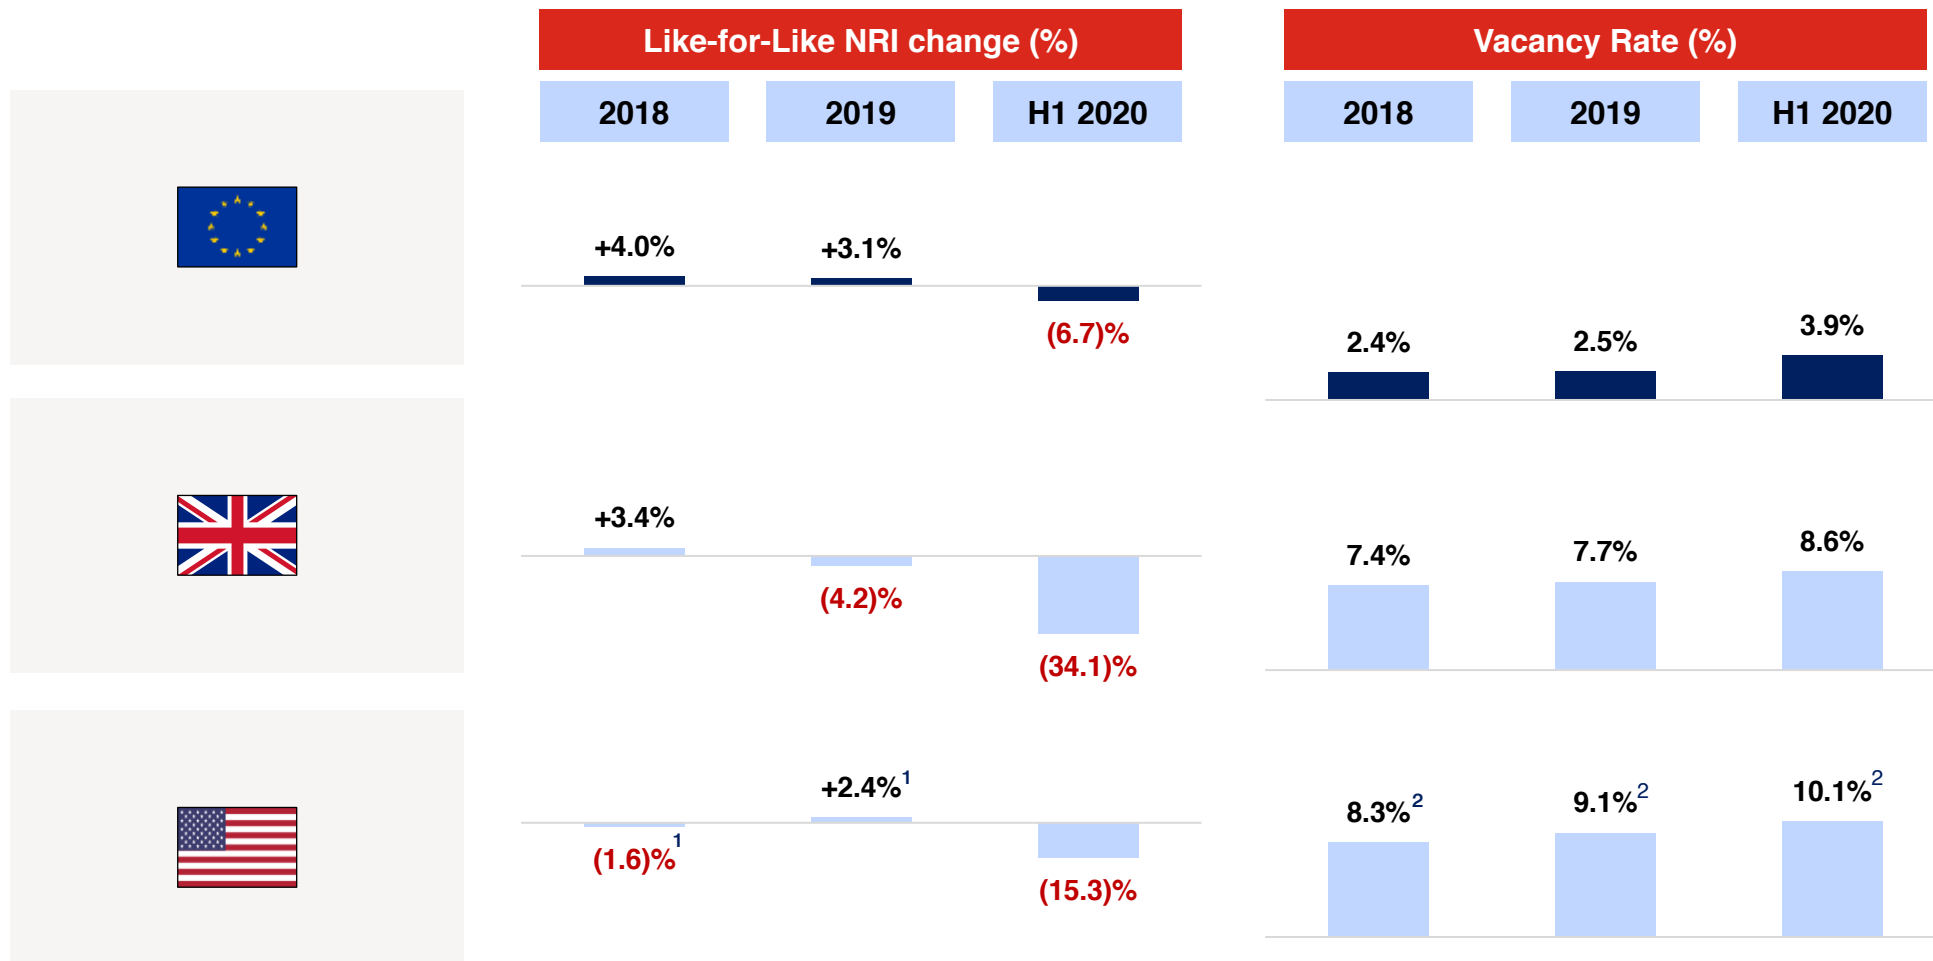 Like-for-Like NRI change (%)
Vacancy Rate (%)
2018 2019 H1 2020
2018 2019 H1 2020
+4.0% +3.1% (6.7)%
2.4% 2.5% 3.9%
+3.4% (4.2)% (34.1)%
7.4% 7.7% 8.6%
(1.6)%1 +2.4%1 (15.3)%
8.3%2 9.1%2 10.1%2